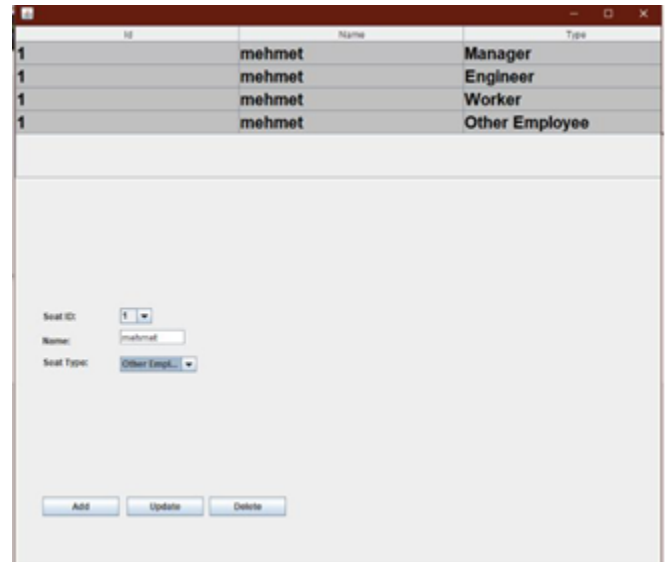 Id Name Type
1 mehmet Manager
1 mehmet Engineer
1 mehmet Worker
1 mehmet Other Employee
Seat ID: 1
Name: mehmet
Seat Type: Other Empl...
Add Update Delete